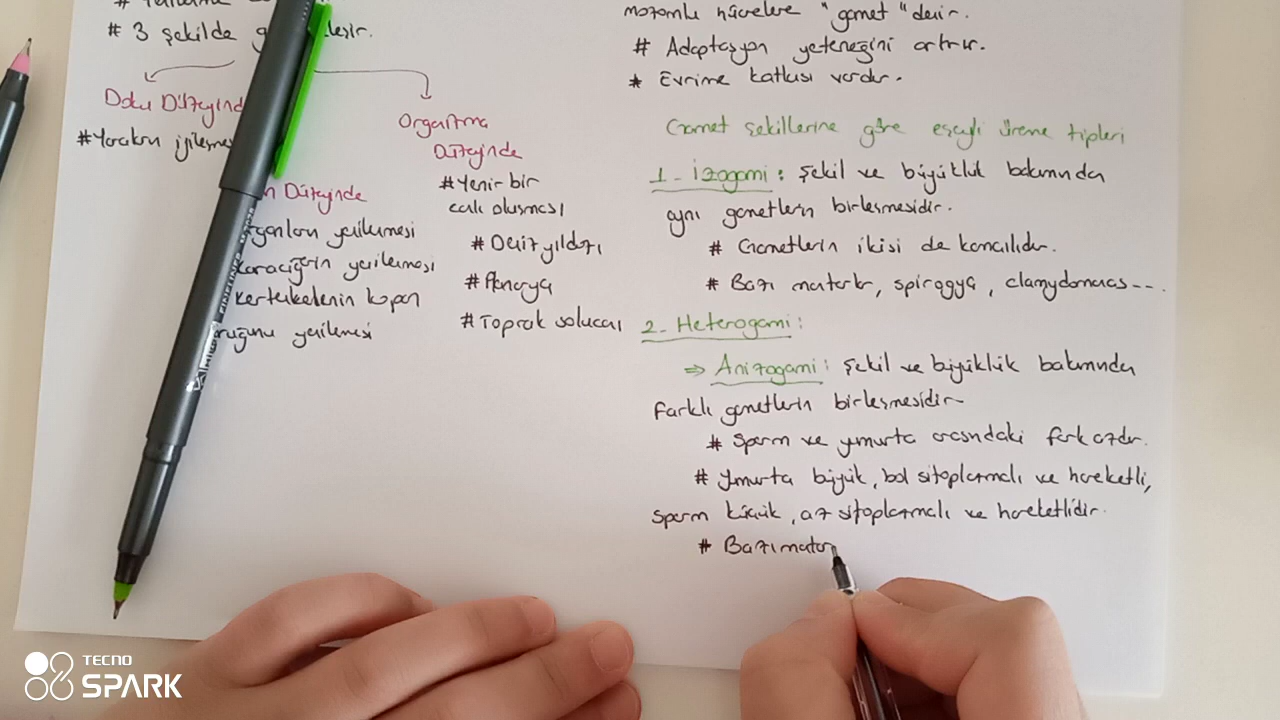 # 3 şekilde
Doku Düzeyinde
# Yaraların iyileşmesi
Organ Düzeyinde
organların yenilenmesi
karaciğerin yenilenmesi
kertenkelenin kopan
kuyruğunu yenilemesi
Organizma
Düzeyinde
# Yeni bir
canlı oluşması
# Deniz yıldızı
# Planarya
# Toprak solucanı
hücrelere "gamet" denir.
# Adaptasyon yeteneğini artırır.
* Evrime katkısı vardır.
Gamet şekillerine göre eşeyli üreme tipleri
1- İzogami: şekil ve büyüklük bakımından
aynı gametlerin birleşmesidir.
# Gametlerin ikisi de kamçılıdır.
# Bazı mantarlar, spirogya, clamydomonas---.
2- Heterogami:
⇒ Anizogami: şekil ve büyüklük bakımından
farklı gametlerin birleşmesidir
# Sperm ve yumurta arasındaki fark azdır.
# Yumurta büyük, bol sitoplazmalı ve hareketli,
sperm küçük, az sitoplazmalı ve hareketlidir.
# Bazı mantar
TECNO
SPARK